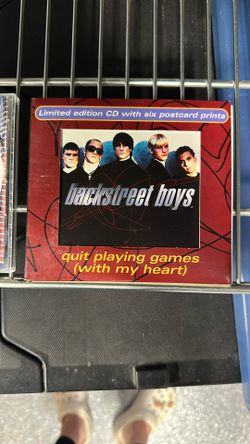 Limited edition CD with six postcard prints
backstreet boys
quit playing games
(with my heart)